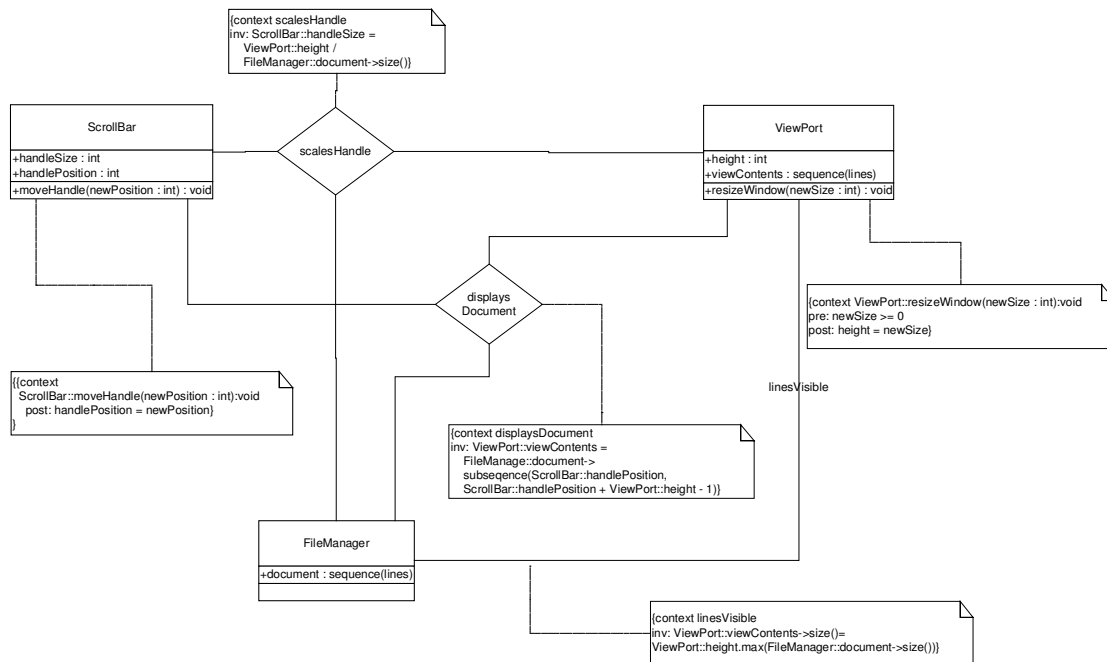 {context scalesHandle
inv: ScrollBar::handleSize =
ViewPort::height /
FileManager::document->size()}
ScrollBar
+handleSize : int
+handlePosition : int
+moveHandle(newPosition : int) : void
scalesHandle
ViewPort
+height : int
+viewContents : sequence(lines)
+resizeWindow(newSize : int) : void
displays
Document
{context ViewPort::resizeWindow(newSize : int):void
pre: newSize >= 0
post: height = newSize}
linesVisible
{{context
ScrollBar::moveHandle(newPosition : int):void
post: handlePosition = newPosition}
}
{context displaysDocument
inv: ViewPort::viewContents =
FileManage::document->
subseqence(ScrollBar::handlePosition,
ScrollBar::handlePosition + ViewPort::height - 1)}
FileManager
+document : sequence(lines)
{context linesVisible
inv: ViewPort::viewContents->size()=
ViewPort::height.max(FileManager::document->size())}